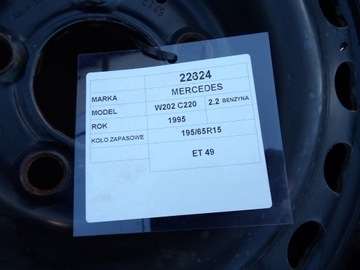 22324
MARKA MERCEDES
MODEL W202 C220 2.2 BENZYNA
ROK 1995
KOŁO ZAPASOWE 195/65R15
ET 49